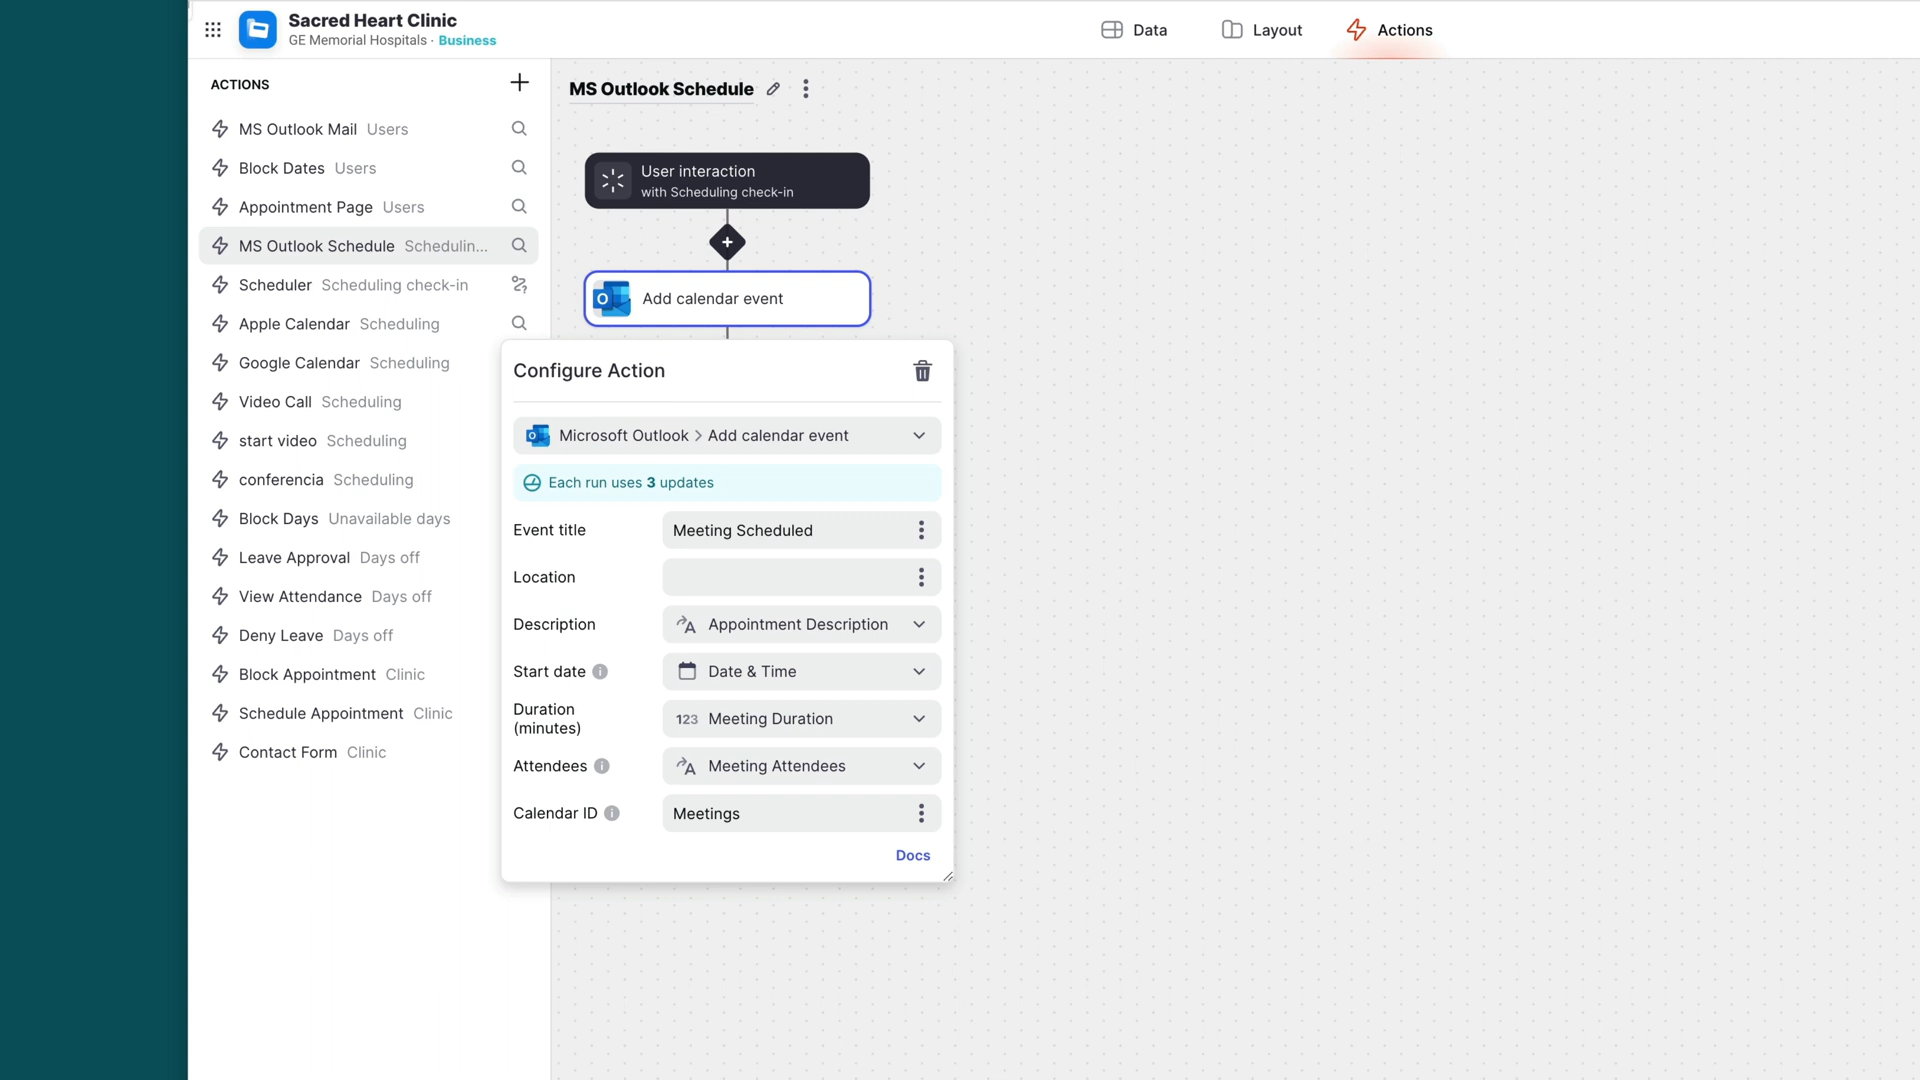 Sacred Heart Clinic
GE Memorial Hospitals · Business
Data
Layout
Actions
ACTIONS
MS Outlook Mail Users
Block Dates Users
Appointment Page Users
MS Outlook Schedule Schedulin...
Scheduler Scheduling check-in
Apple Calendar Scheduling
Google Calendar Scheduling
Video Call Scheduling
start video Scheduling
conferencia Scheduling
Block Days Unavailable days
Leave Approval Days off
View Attendance Days off
Deny Leave Days off
Block Appointment Clinic
Schedule Appointment Clinic
Contact Form Clinic
MS Outlook Schedule
User interaction
with Scheduling check-in
Add calendar event
Configure Action
Microsoft Outlook > Add calendar event
Each run uses 3 updates
Event title Meeting Scheduled
Location
Description Appointment Description
Start date Date & Time
Duration
(minutes) 123 Meeting Duration
Attendees Meeting Attendees
Calendar ID Meetings
Docs